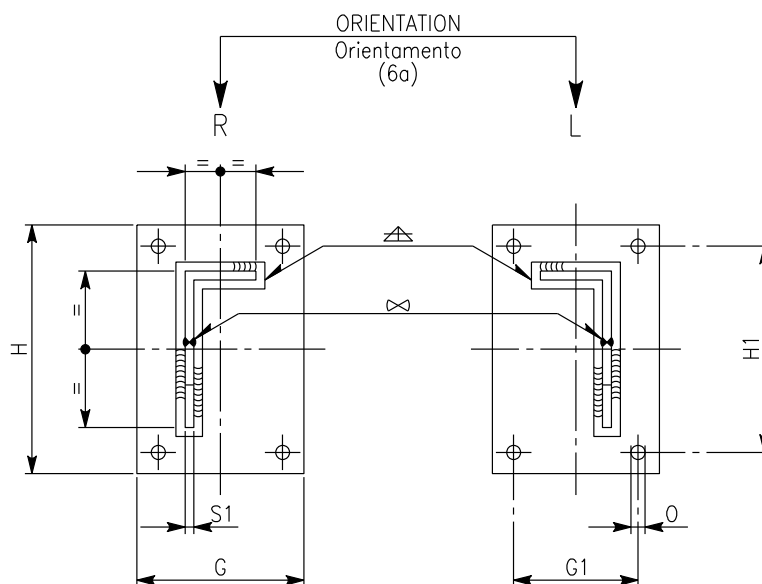 ORIENTATION
Orientamento
(6a)
R
L
= =
H
=
=
H1
S1
O
G
G1